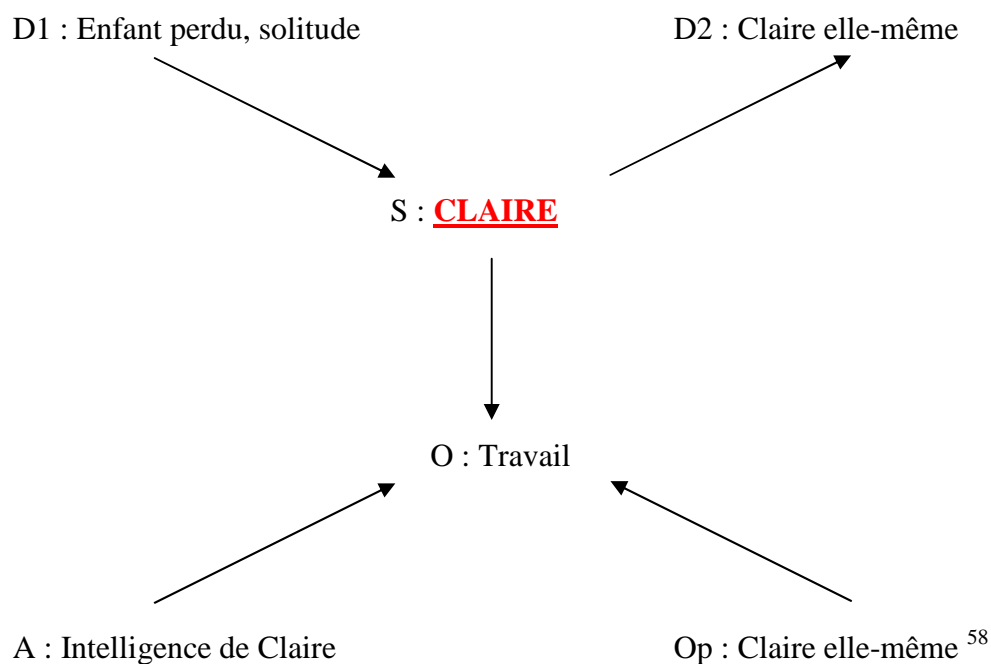 D1 : Enfant perdu, solitude
D2 : Claire elle-même
S : CLAIRE
O : Travail
A : Intelligence de Claire
Op : Claire elle-même 58